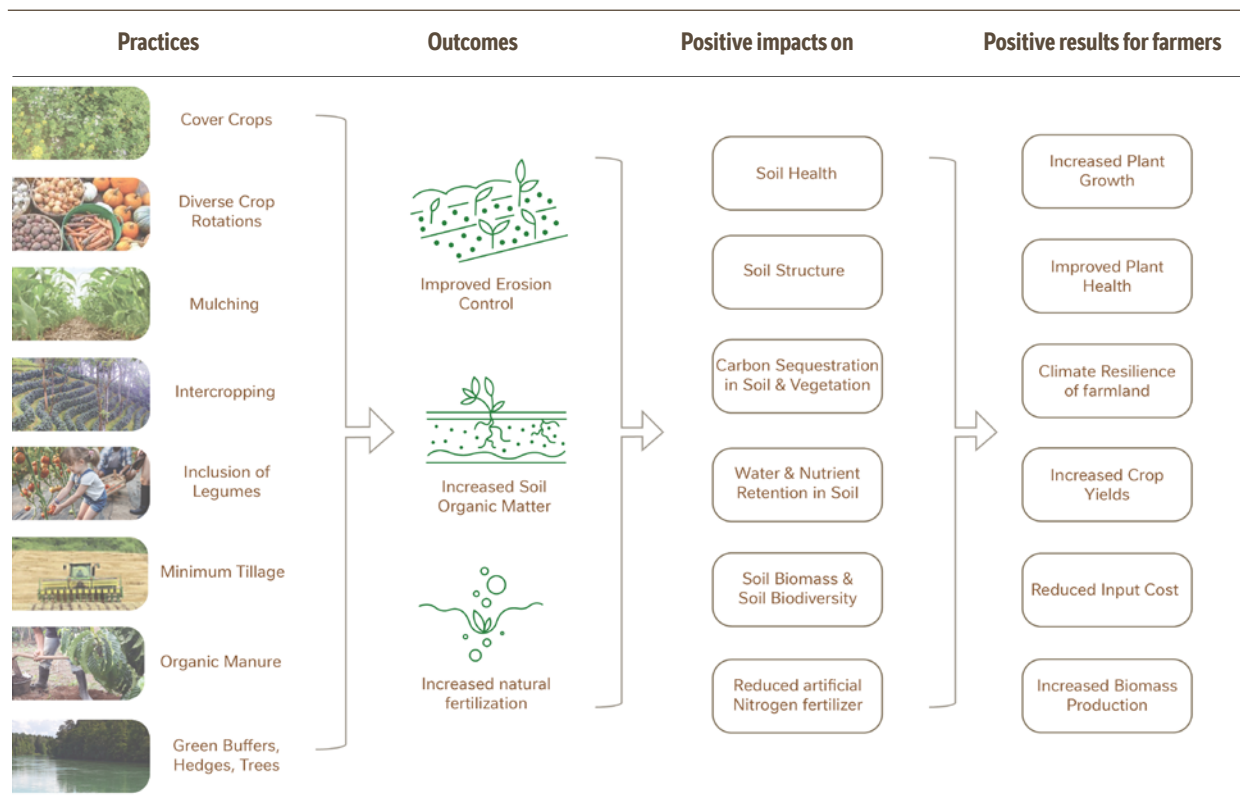 Practices
Outcomes
Positive impacts on
Positive results for farmers
Cover Crops
Diverse Crop
Rotations
Mulching
Intercropping
Inclusion of
Legumes
Minimum Tillage
Organic Manure
Green Buffers,
Hedges, Trees
Improved Erosion
Control
Increased Soil
Organic Matter
Increased natural
fertilization
Soil Health
Soil Structure
Carbon Sequestration
in Soil & Vegetation
Water & Nutrient
Retention in Soil
Soil Biomass &
Soil Biodiversity
Reduced artificial
Nitrogen fertilizer
Increased Plant
Growth
Improved Plant
Health
Climate Resilience
of farmland
Increased Crop
Yields
Reduced Input Cost
Increased Biomass
Production